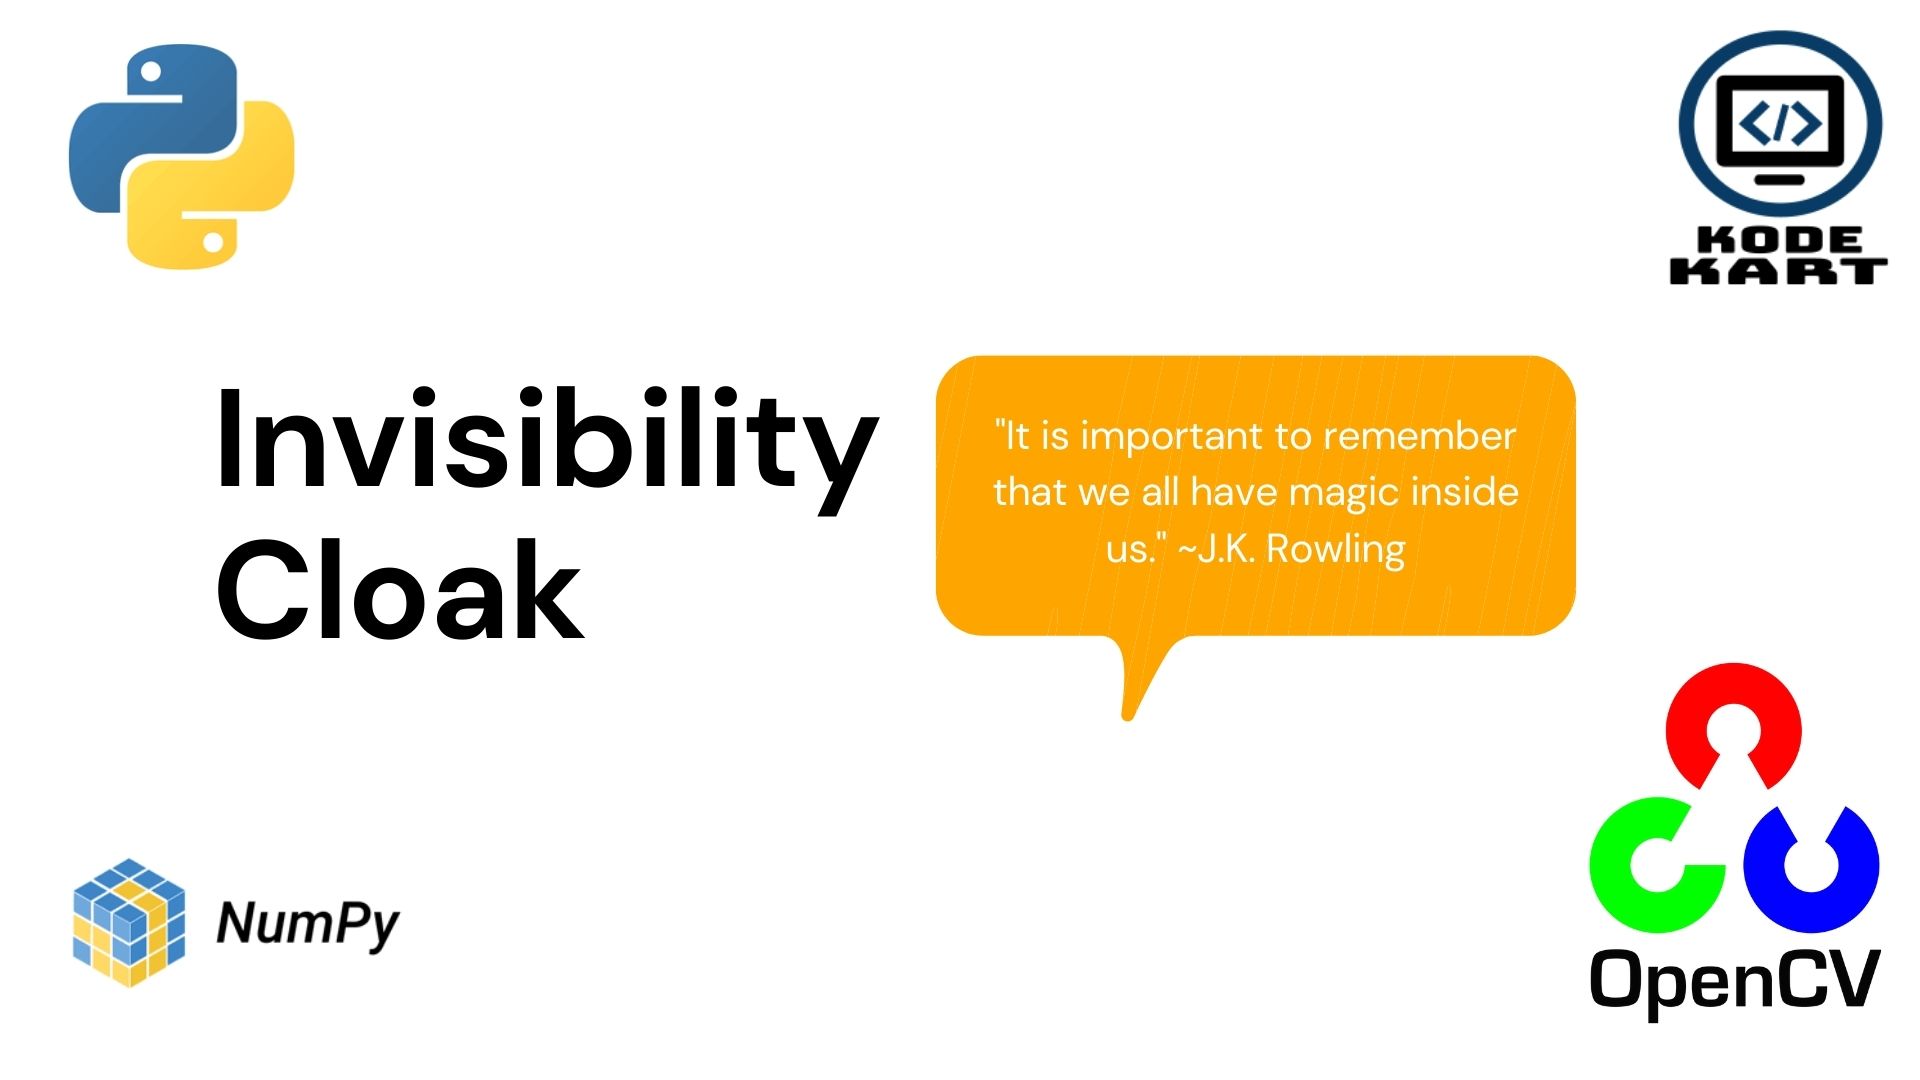 </>
KODE
KART
Invisibility
Cloak
"It is important to remember
that we all have magic inside
us." ~J.K. Rowling
NumPy
OpenCV